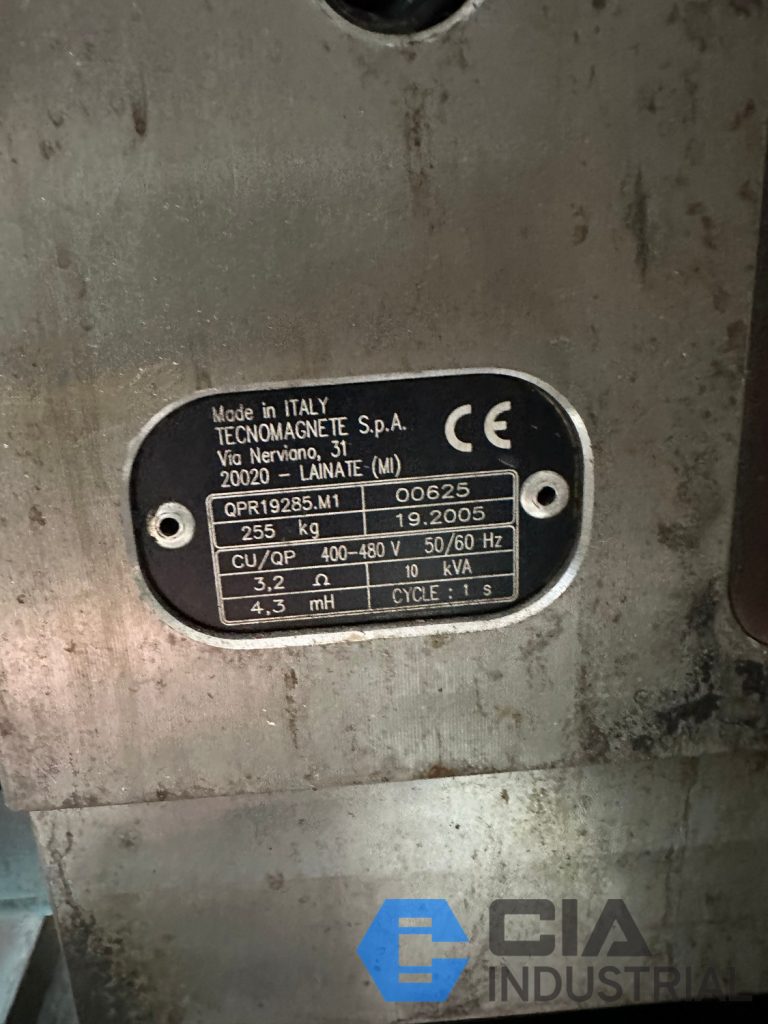 Made in ITALY
TECNOMAGNETE S.p.A.
Via Nerviano, 31
20020 - LAINATE (MI)
CE
QPR19285.M1 00625
255 kg 19.2005
CU/QP 400-480 V 50/60 Hz
3,2 Ω 10 kVA
4,3 mH CYCLE : 1 s
CIA
INDUSTRIAL